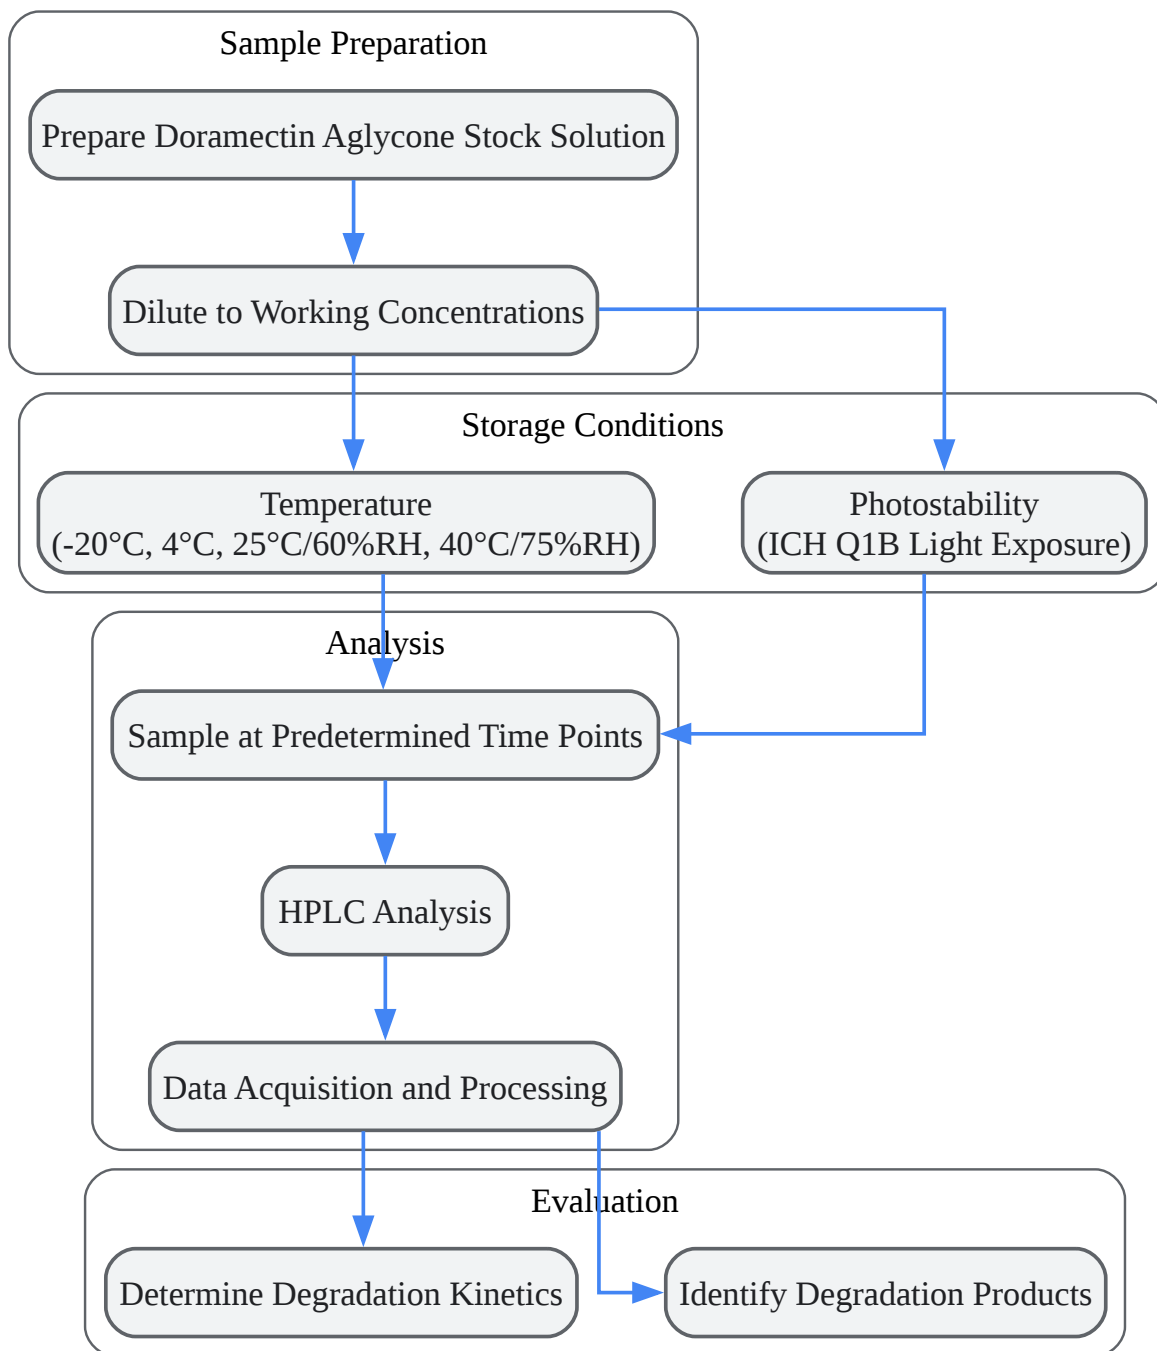 Sample Preparation
Prepare Doramectin Aglycone Stock Solution
Dilute to Working Concentrations
Storage Conditions
Temperature
(-20°C, 4°C, 25°C/60%RH, 40°C/75%RH)
Photostability
(ICH Q1B Light Exposure)
Analysis
Sample at Predetermined Time Points
HPLC Analysis
Data Acquisition and Processing
Evaluation
Determine Degradation Kinetics
Identify Degradation Products